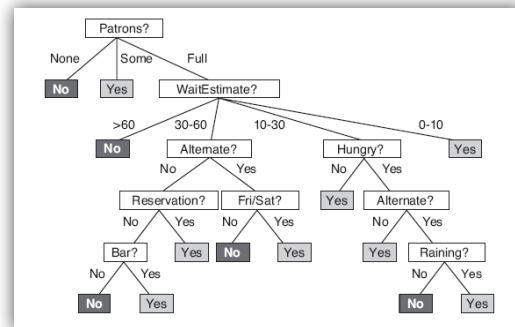 Patrons?
None Some Full
No Yes WaitEstimate?
>60 30-60 10-30 0-10
No Alternate? Hungry? Yes
No Yes No Yes
Reservation? Fri/Sat? Yes Alternate?
No Yes No Yes No Yes
Bar? Yes No Yes Yes Raining?
No Yes No Yes
No Yes No Yes